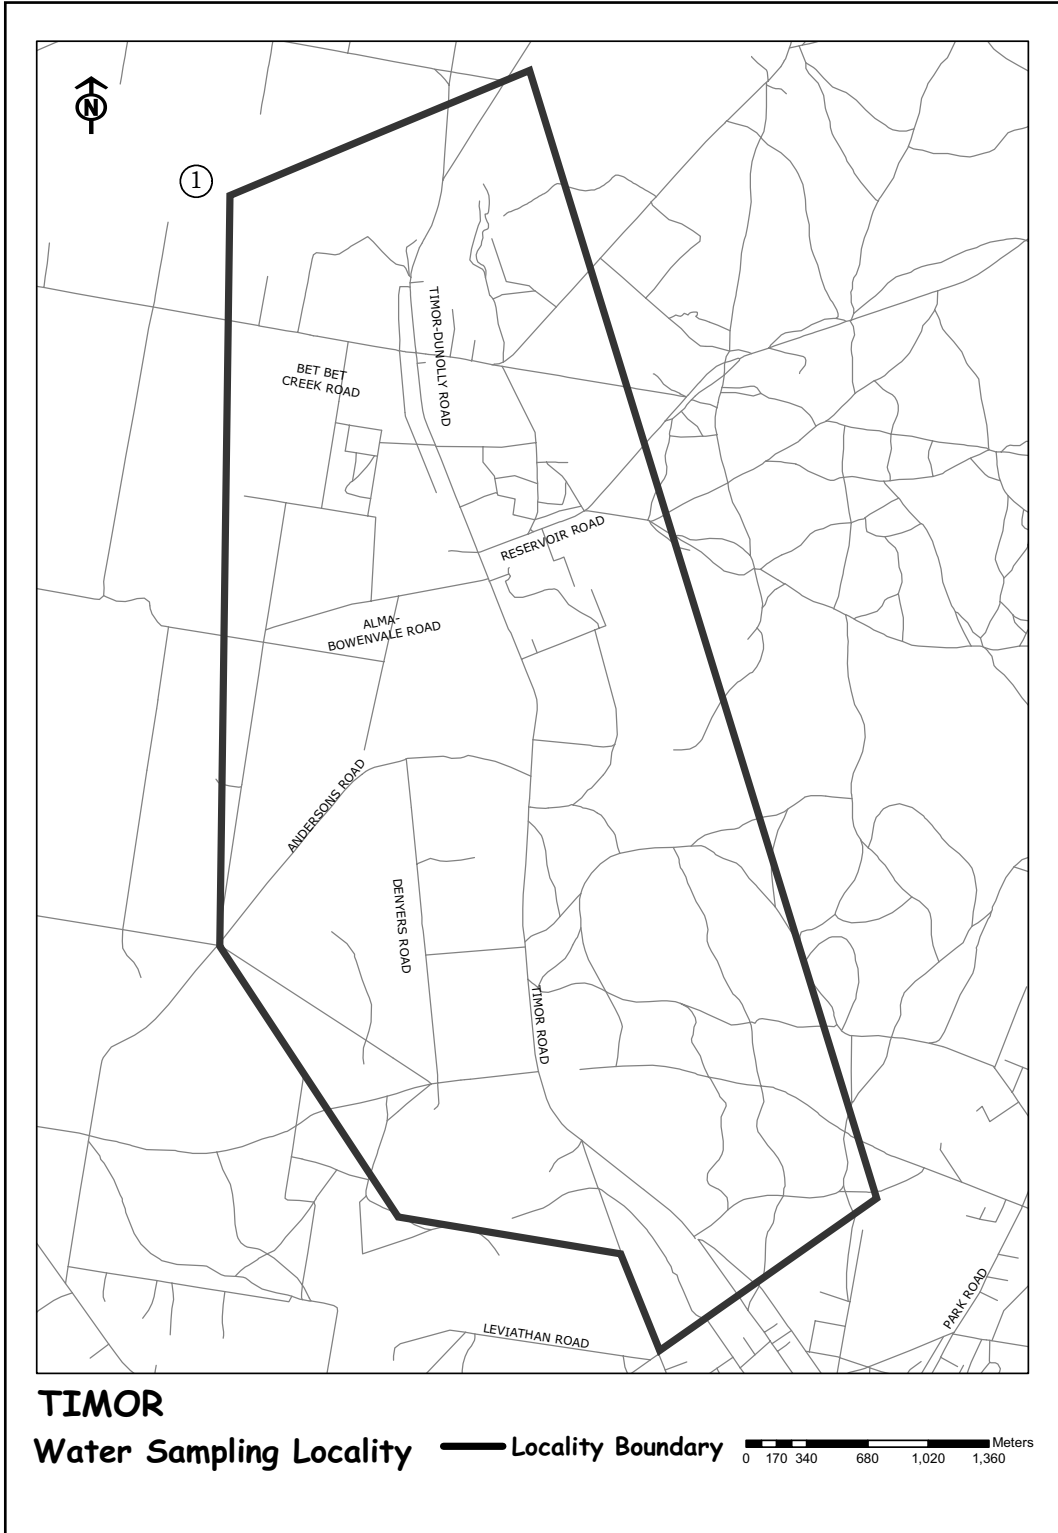 N
①
TIMOR-DUNOLLY ROAD
BET BET
CREEK ROAD
RESERVOIR ROAD
ALMA-
BOWENVALE ROAD
ANDERSONS ROAD
DENYERS ROAD
TIMOR ROAD
PARK ROAD
LEVIATHAN ROAD
TIMOR
Water Sampling Locality
Locality Boundary
Meters
0 170 340 680 1,020 1,360